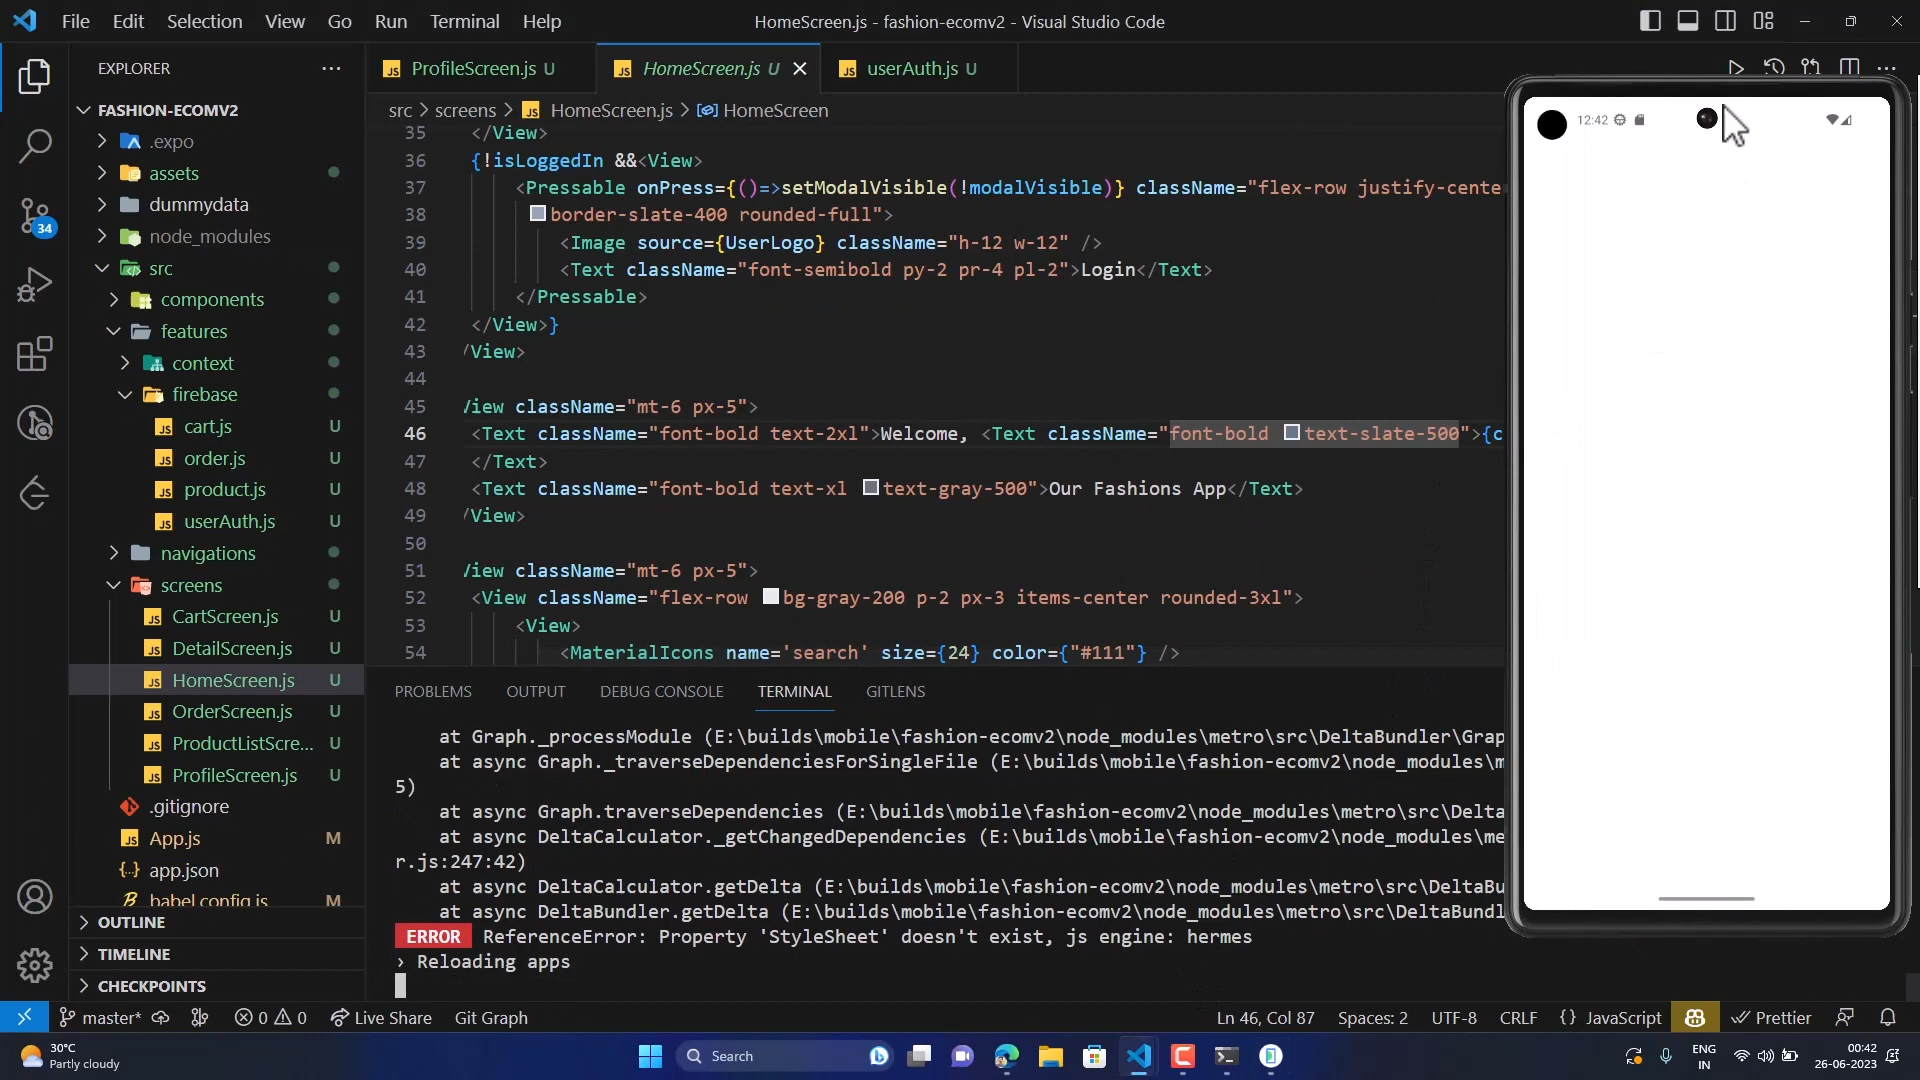 File Edit Selection View Go Run Terminal Help
HomeScreen.js - fashion-ecomv2 - Visual Studio Code
EXPLORER
FASHION-ECOMV2
.expo
assets
dummydata
node_modules
src
components
features
context
firebase
cart.js U
order.js U
product.js U
userAuth.js U
navigations
screens
CartScreen.js U
DetailScreen.js U
HomeScreen.js U
OrderScreen.js U
ProductListScre... U
ProfileScreen.js U
.gitignore
App.js M
app.json
babel.config.js M
OUTLINE
TIMELINE
CHECKPOINTS
34
ProfileScreen.js U HomeScreen.js U userAuth.js U
src > screens > HomeScreen.js > HomeScreen
35 </View>
36 {!isLoggedIn &&<View>
37 <Pressable onPress={()=>setModalVisible(!modalVisible)} className="flex-row justify-cente
38 border-slate-400 rounded-full">
39 <Image source={UserLogo} className="h-12 w-12" />
40 <Text className="font-semibold py-2 pr-4 pl-2">Login</Text>
41 </Pressable>
42 </View>}
43 /View>
44
45 /iew className="mt-6 px-5">
46 <Text className="font-bold text-2xl">Welcome, <Text className="font-bold text-slate-500">{c
47 </Text>
48 <Text className="font-bold text-xl text-gray-500">Our Fashions App</Text>
49 /View>
50
51 /iew className="mt-6 px-5">
52 <View className="flex-row bg-gray-200 p-2 px-3 items-center rounded-3xl">
53 <View>
54 <MaterialIcons name='search' size={24} color={"#111"} />
PROBLEMS OUTPUT DEBUG CONSOLE TERMINAL GITLENS
at Graph._processModule (E:\builds\mobile\fashion-ecomv2\node_modules\metro\src\DeltaBundler\Grap
at async Graph._traverseDependenciesForSingleFile (E:\builds\mobile\fashion-ecomv2\node_modules\m
5)
at async Graph.traverseDependencies (E:\builds\mobile\fashion-ecomv2\node_modules\metro\src\Delta
at async DeltaCalculator._getChangedDependencies (E:\builds\mobile\fashion-ecomv2\node_modules\me
r.js:247:42)
at async DeltaCalculator.getDelta (E:\builds\mobile\fashion-ecomv2\node_modules\metro\src\DeltaBu
at async DeltaBundler.getDelta (E:\builds\mobile\fashion-ecomv2\node_modules\metro\src\DeltaBundl
ERROR ReferenceError: Property 'StyleSheet' doesn't exist, js engine: hermes
› Reloading apps
12:42
master* 0 0 Live Share Git Graph
Ln 46, Col 87 Spaces: 2 UTF-8 CRLF {} JavaScript Prettier
30°C
Partly cloudy
Search
ENG
IN
00:42
26-06-2023